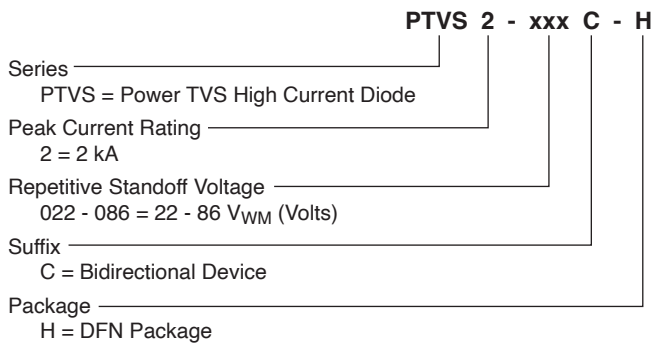 PTVS 2 - xxx C - H
Series
PTVS = Power TVS High Current Diode
Peak Current Rating
2 = 2 kA
Repetitive Standoff Voltage
022 - 086 = 22 - 86 VWM (Volts)
Suffix
C = Bidirectional Device
Package
H = DFN Package